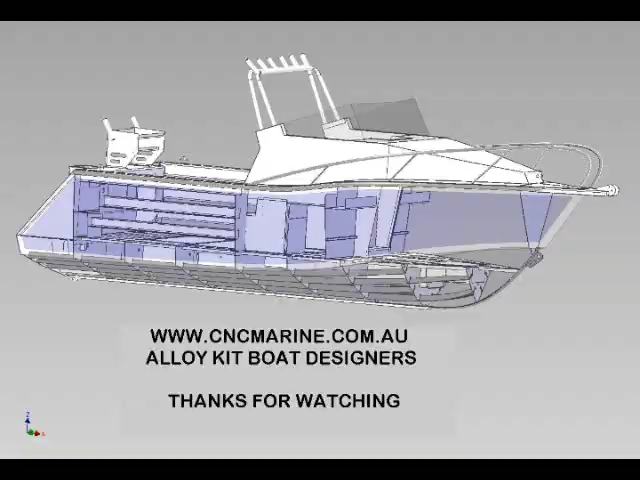 WWW.CNCMARINE.COM.AU
ALLOY KIT BOAT DESIGNERS
THANKS FOR WATCHING